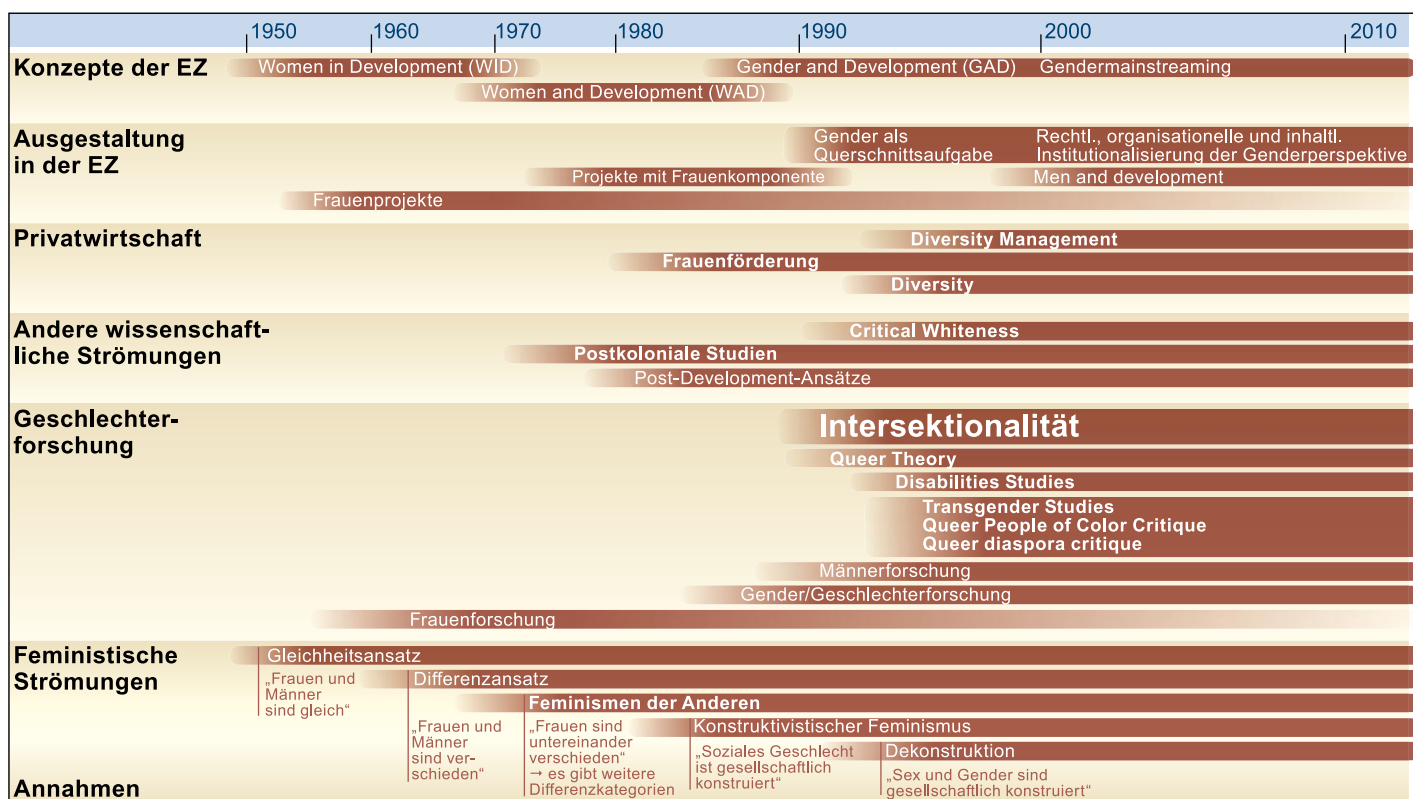 1950 1960 1970 1980 1990 2000 2010
Konzepte der EZ
Women in Development (WID)
Gender and Development (GAD)
Gendermainstreaming
Women and Development (WAD)
Ausgestaltung
in der EZ
Gender als
Querschnittsaufgabe
Rechtl., organisationelle und inhaltl.
Institutionalisierung der Genderperspektive
Projekte mit Frauenkomponente
Men and development
Frauenprojekte
Privatwirtschaft
Diversity Management
Frauenförderung
Diversity
Andere wissenschaft-
liche Strömungen
Critical Whiteness
Postkoloniale Studien
Post-Development-Ansätze
Geschlechter-
forschung
Intersektionalität
Queer Theory
Disabilities Studies
Transgender Studies
Queer People of Color Critique
Queer diaspora critique
Männerforschung
Gender/Geschlechterforschung
Frauenforschung
Feministische
Strömungen
Gleichheitsansatz
Differenzansatz
Feminismen der Anderen
Konstruktivistischer Feminismus
Dekonstruktion
Annahmen
„Frauen und
Männer
sind gleich“
„Frauen und
Männer
sind ver-
schieden“
„Frauen sind
untereinander
verschieden“
→ es gibt weitere
Differenzkategorien
„Soziales Geschlecht
ist gesellschaftlich
konstruiert“
„Sex und Gender sind
gesellschaftlich konstruiert“